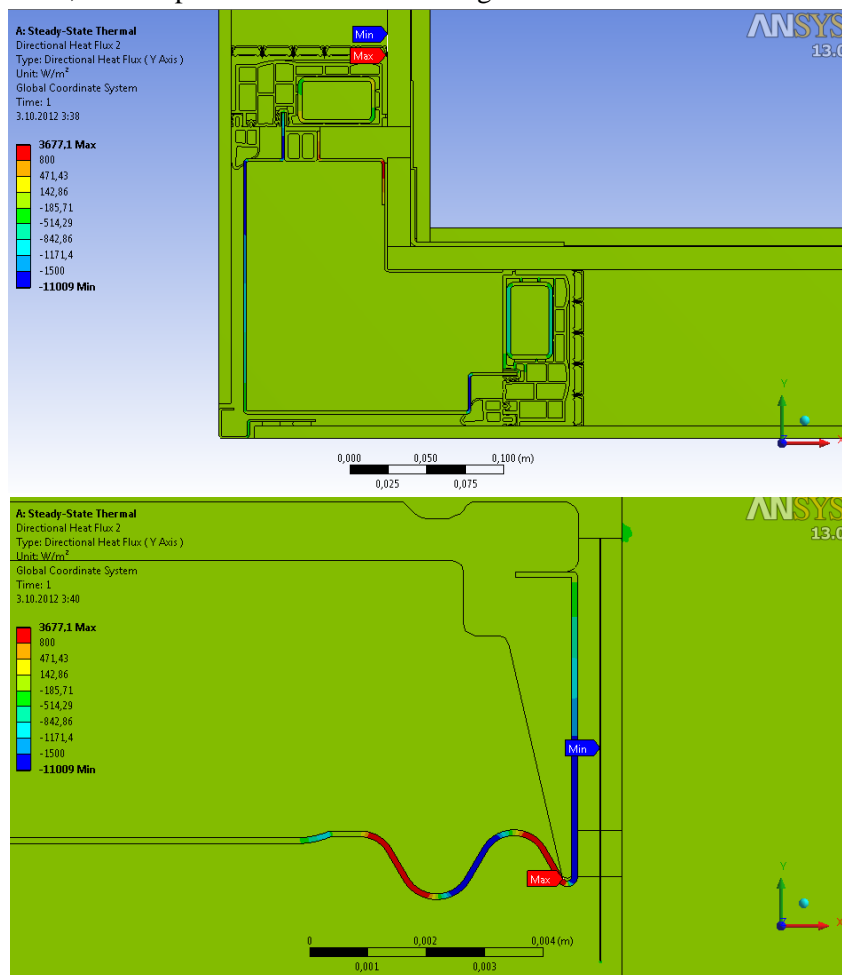 A: Steady-State Thermal
Directional Heat Flux 2
Type: Directional Heat Flux ( Y Axis )
Unit: W/m²
Global Coordinate System
Time: 1
3.10.2012 3:38
3677,1 Max
800
471,43
142,86
-185,71
-514,29
-842,86
-1171,4
-1500
-11009 Min
Min
Max
ANSYS
13.0
Y
X
0,000 0,050 0,100 (m)
0,025 0,075
A: Steady-State Thermal
Directional Heat Flux 2
Type: Directional Heat Flux ( Y Axis )
Unit: W/m²
Global Coordinate System
Time: 1
3.10.2012 3:40
3677,1 Max
800
471,43
142,86
-185,71
-514,29
-842,86
-1171,4
-1500
-11009 Min
ANSYS
13.0
Min
Max
Y
X
0 0,002 0,004 (m)
0,001 0,003